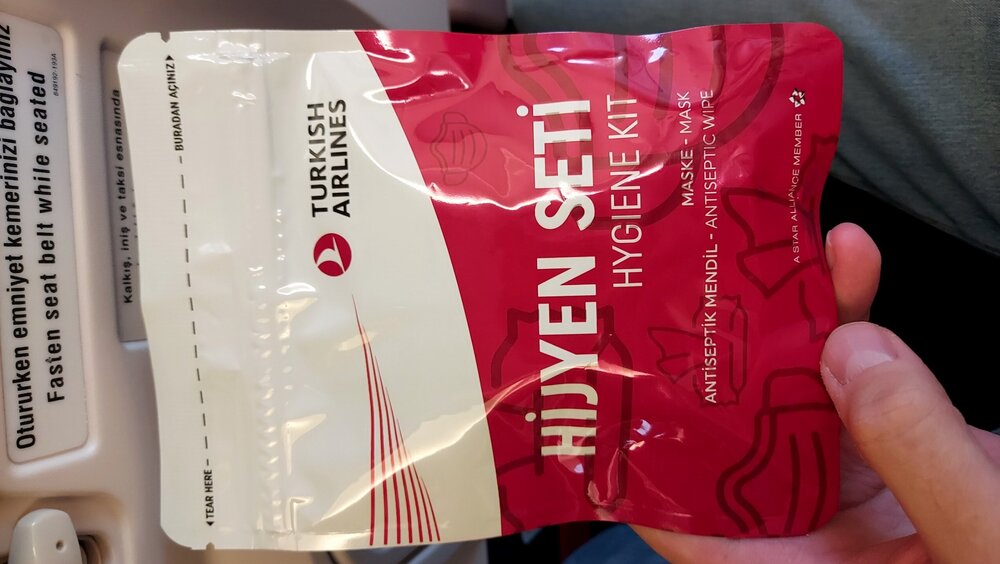 Otururken emniyet kemerinizi bağlayınız
Fasten seat belt while seated
Kalkış, iniş ve taksi esnasında
TEAR HERE
BURADAN AÇINIZ
TURKISH
AIRLINES
HİJYEN SETİ
HYGIENE KIT
MASKE - MASK
ANTİSEPTİK MENDİL - ANTISEPTIC WIPE
A STAR ALLIANCE MEMBER